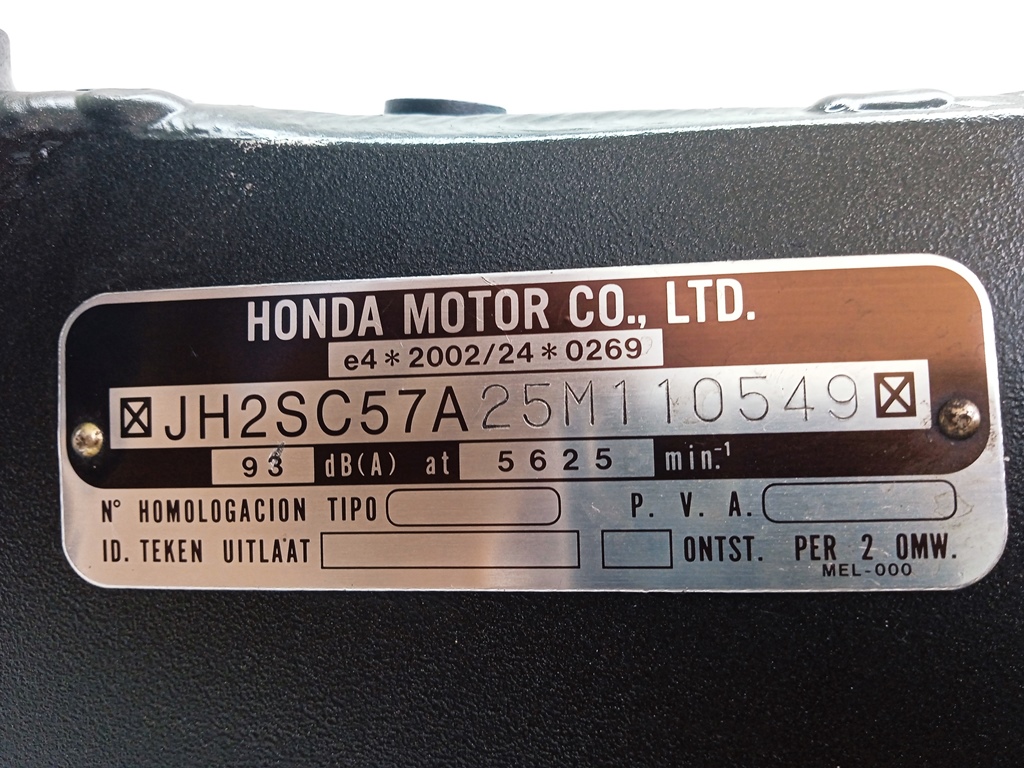 HONDA MOTOR CO., LTD.
e4*2002/24*0269
JH2SC57A25M110549
93 dB(A) at 5625 min.⁻¹
N° HOMOLOGACION TIPO P. V. A.
ID. TEKEN UITLAAT ONTST. PER 2 OMW.
MEL-000